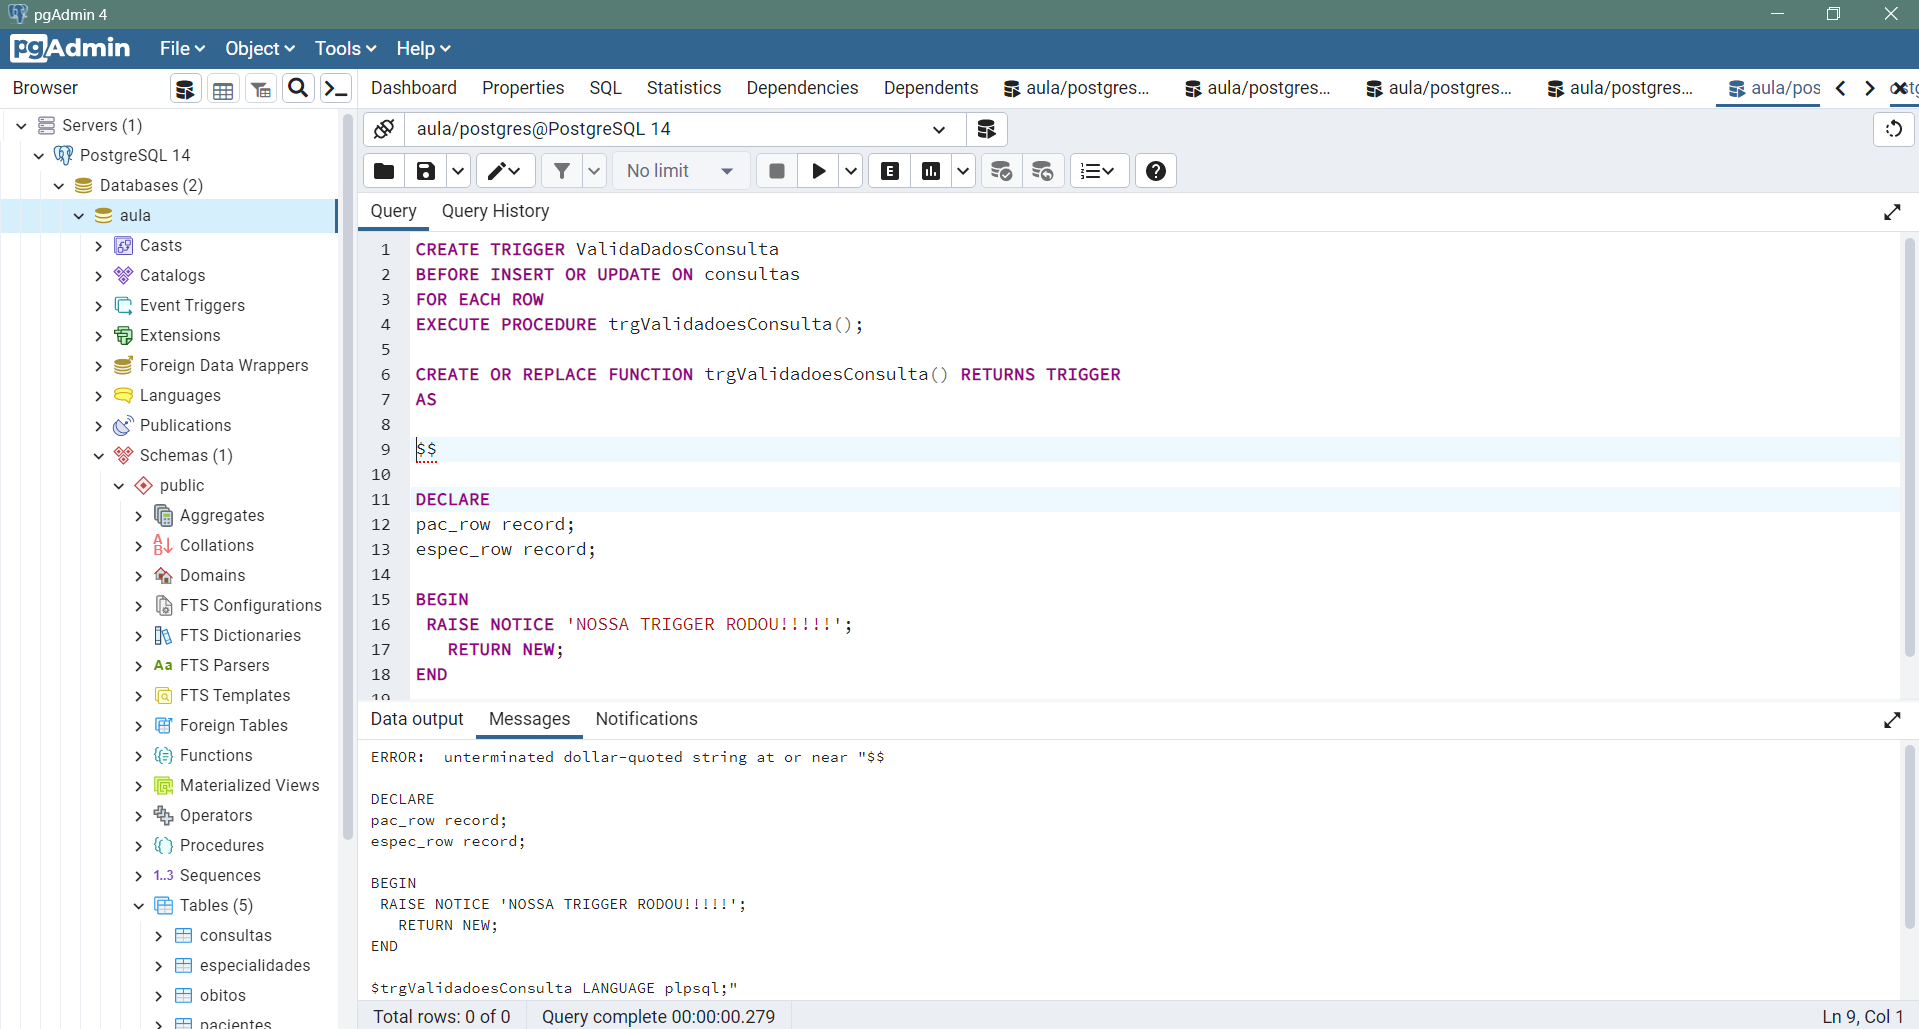 pgAdmin 4
pgAdmin File Object Tools Help
Browser
Dashboard Properties SQL Statistics Dependencies Dependents aula/postgres... aula/postgres... aula/postgres... aula/postgres... aula/pos
Servers (1)
PostgreSQL 14
Databases (2)
aula
Casts
Catalogs
Event Triggers
Extensions
Foreign Data Wrappers
Languages
Publications
Schemas (1)
public
Aggregates
Collations
Domains
FTS Configurations
FTS Dictionaries
Aa FTS Parsers
FTS Templates
Foreign Tables
Functions
Materialized Views
Operators
Procedures
1..3 Sequences
Tables (5)
consultas
especialidades
obitos
pacientes
aula/postgres@PostgreSQL 14
No limit E
Query Query History
1 CREATE TRIGGER ValidaDadosConsulta
2 BEFORE INSERT OR UPDATE ON consultas
3 FOR EACH ROW
4 EXECUTE PROCEDURE trgValidadoesConsulta();
5
6 CREATE OR REPLACE FUNCTION trgValidadoesConsulta() RETURNS TRIGGER
7 AS
8
9 $$
10
11 DECLARE
12 pac_row record;
13 espec_row record;
14
15 BEGIN
16 RAISE NOTICE 'NOSSA TRIGGER RODOU!!!!!';
17 RETURN NEW;
18 END
19
Data output Messages Notifications
ERROR: unterminated dollar-quoted string at or near "$$
DECLARE
pac_row record;
espec_row record;
BEGIN
RAISE NOTICE 'NOSSA TRIGGER RODOU!!!!!';
RETURN NEW;
END
$trgValidadoesConsulta LANGUAGE plpsql;"
Total rows: 0 of 0 Query complete 00:00:00.279 Ln 9, Col 1